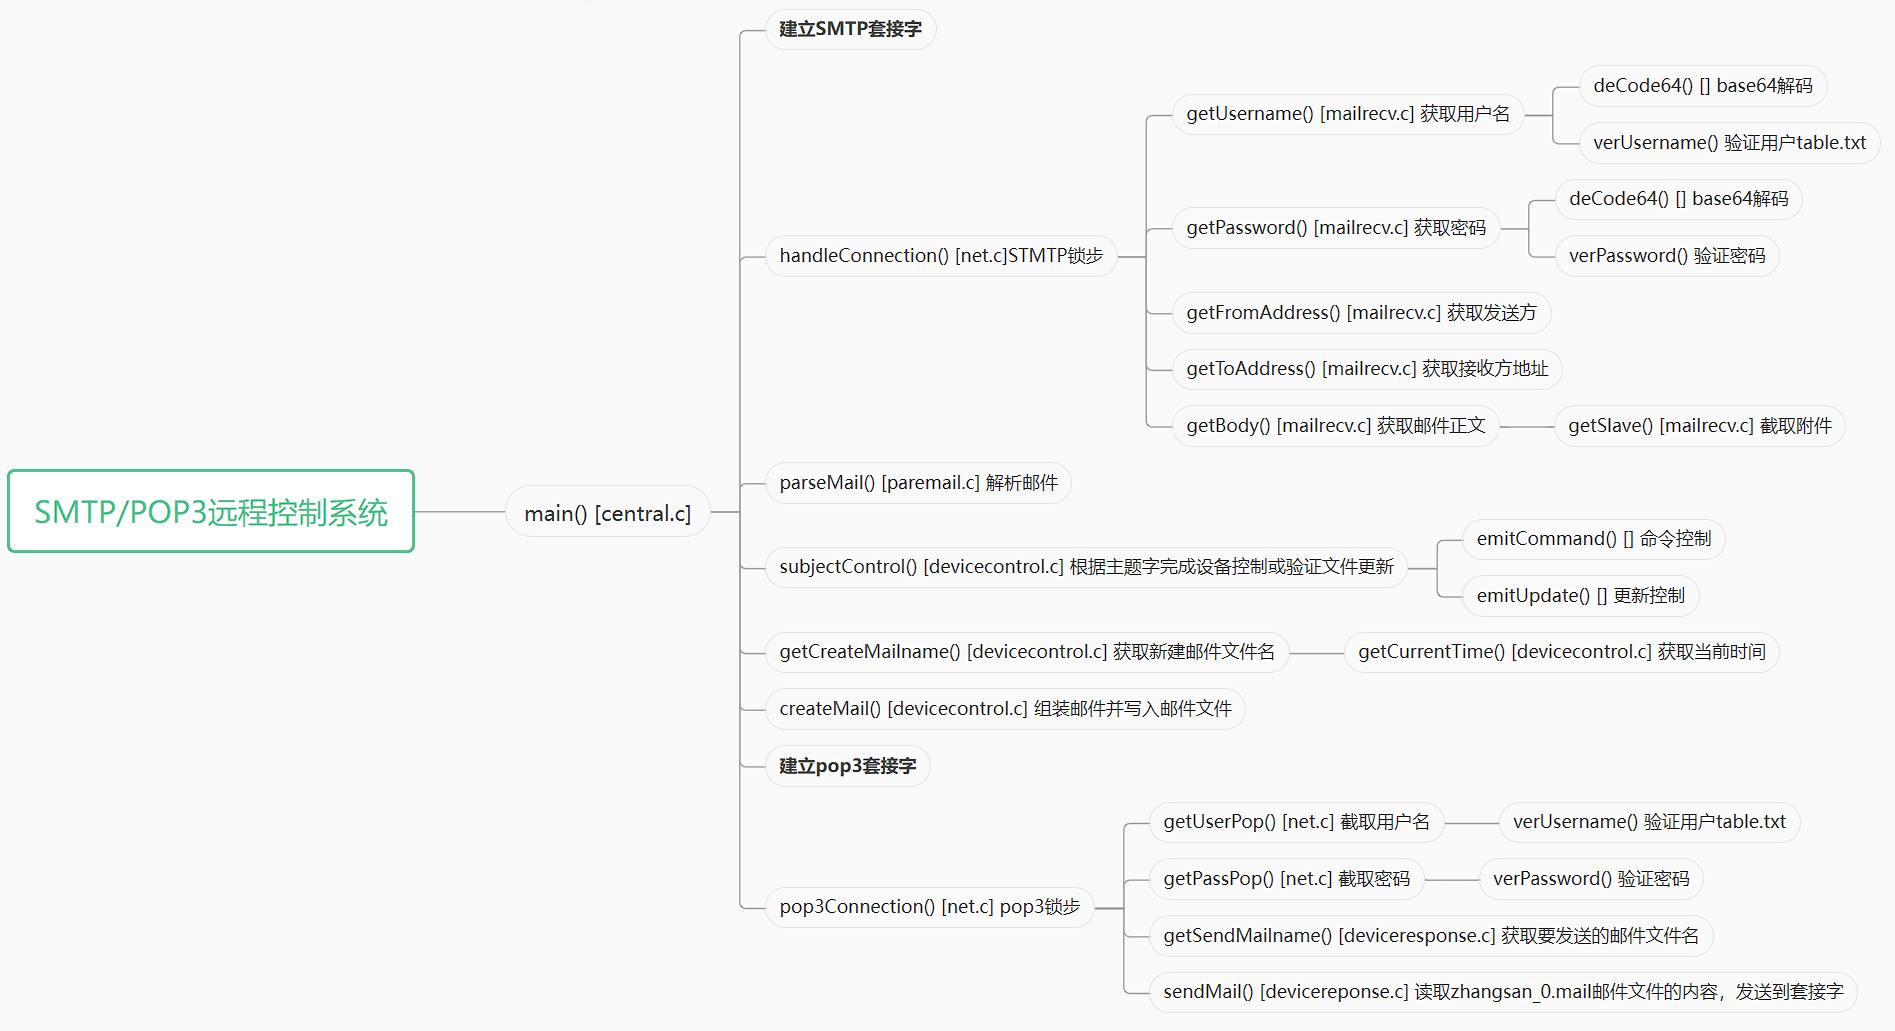 SMTP/POP3远程控制系统
main() [central.c]
建立SMTP套接字
handleConnection() [net.c]STMTP锁步
getUsername() [mailrecv.c] 获取用户名
deCode64() [] base64解码
verUsername() 验证用户table.txt
getPassword() [mailrecv.c] 获取密码
deCode64() [] base64解码
verPassword() 验证密码
getFromAddress() [mailrecv.c] 获取发送方
getToAddress() [mailrecv.c] 获取接收方地址
getBody() [mailrecv.c] 获取邮件正文
getSlave() [mailrecv.c] 截取附件
parseMail() [paremail.c] 解析邮件
subjectControl() [devicecontrol.c] 根据主题字完成设备控制或验证文件更新
emitCommand() [] 命令控制
emitUpdate() [] 更新控制
getCreateMailname() [devicecontrol.c] 获取新建邮件文件名
getCurrentTime() [devicecontrol.c] 获取当前时间
createMail() [devicecontrol.c] 组装邮件并写入邮件文件
建立pop3套接字
pop3Connection() [net.c] pop3锁步
getUserPop() [net.c] 截取用户名
verUsername() 验证用户table.txt
getPassPop() [net.c] 截取密码
verPassword() 验证密码
getSendMailname() [deviceresponse.c] 获取要发送的邮件文件名
sendMail() [devicereponse.c] 读取zhangsan_0.mail邮件文件的内容，发送到套接字